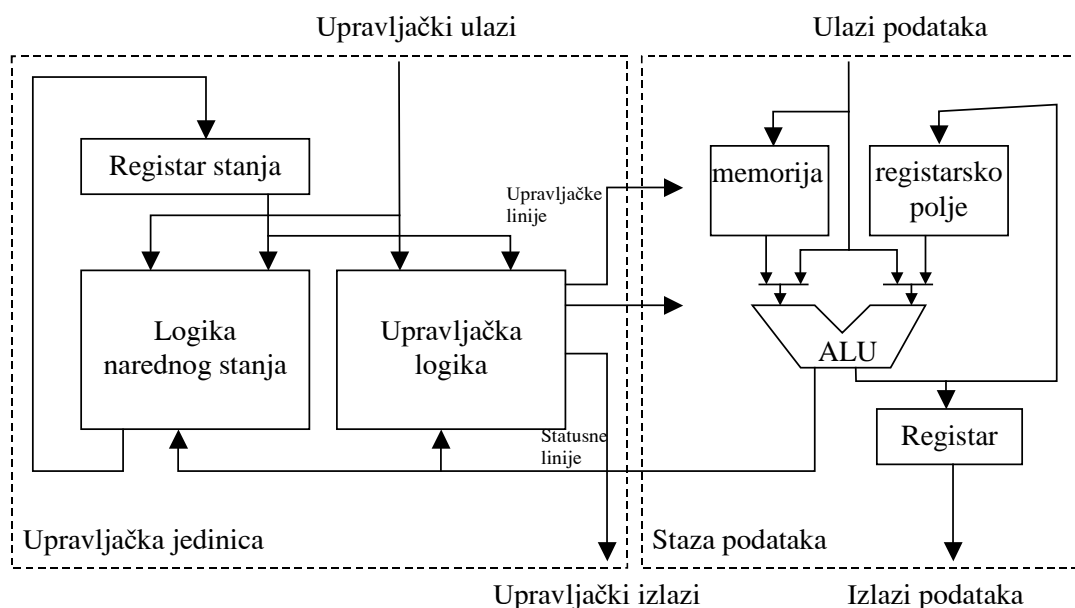 Upravljački ulazi
Ulazi podataka
Registar stanja
Upravljačke
linije
memorija
registarsko
polje
Logika
narednog stanja
Upravljačka
logika
ALU
Statusne
linije
Registar
Upravljačka jedinica
Staza podataka
Upravljački izlazi
Izlazi podataka